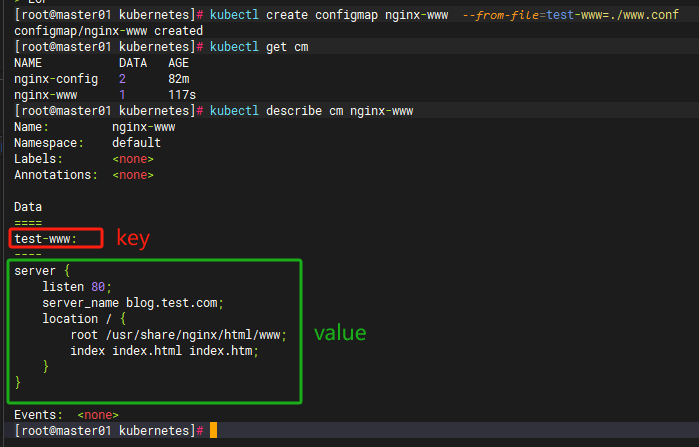 [root@master01 kubernetes]# kubectl create configmap nginx-www  --from-file=test-www=./www.conf
configmap/nginx-www created
[root@master01 kubernetes]# kubectl get cm
NAME           DATA   AGE
nginx-config   2      82m
nginx-www      1      117s
[root@master01 kubernetes]# kubectl describe cm nginx-www
Name:         nginx-www
Namespace:    default
Labels:       <none>
Annotations:  <none>
Data
====
test-www: key
----
server {
    listen 80;
    server_name blog.test.com;
    location / {
        root /usr/share/nginx/html/www;
        index index.html index.htm;
    }
}
value
Events:  <none>
[root@master01 kubernetes]#